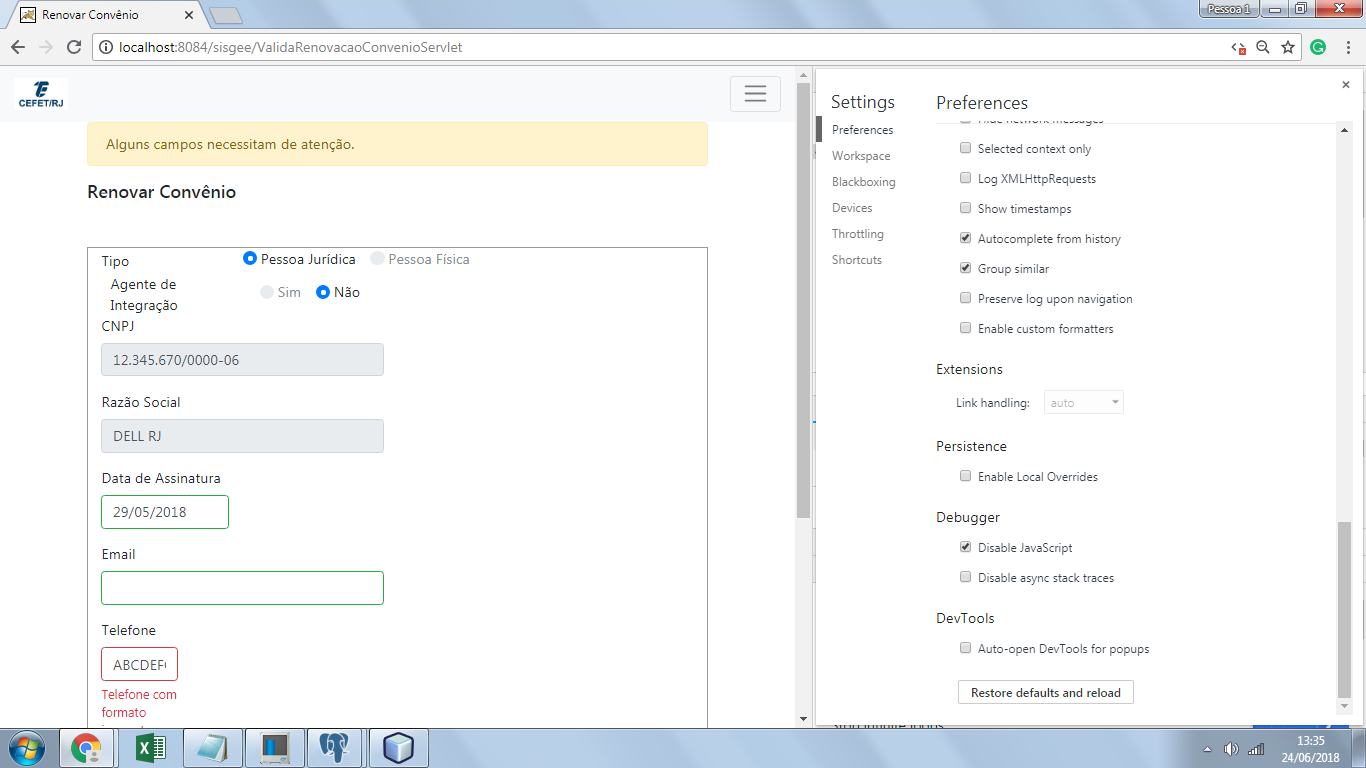 Renovar Convênio
Pessoa 1
localhost:8084/sisgee/ValidaRenovacaoConvenioServlet
CEFET/RJ
Alguns campos necessitam de atenção.
Renovar Convênio
Tipo
Pessoa Jurídica
Pessoa Física
Agente de
Integração
Sim
Não
CNPJ
12.345.670/0000-06
Razão Social
DELL RJ
Data de Assinatura
29/05/2018
Email
Telefone
ABCDEF
Telefone com
formato
Settings
Preferences
Workspace
Blackboxing
Devices
Throttling
Shortcuts
Preferences
Hide network messages
Selected context only
Log XMLHttpRequests
Show timestamps
Autocomplete from history
Group similar
Preserve log upon navigation
Enable custom formatters
Extensions
Link handling:
auto
Persistence
Enable Local Overrides
Debugger
Disable JavaScript
Disable async stack traces
DevTools
Auto-open DevTools for popups
Restore defaults and reload
13:35
24/06/2018